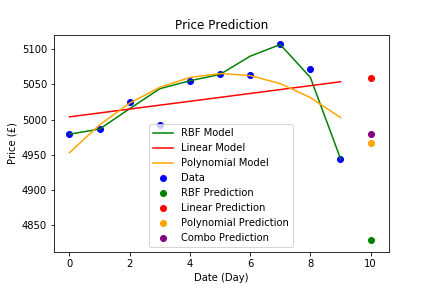 Price Prediction
5100
5050
5000
4950
4900
4850
Price (£)
RBF Model
Linear Model
Polynomial Model
Data
RBF Prediction
Linear Prediction
Polynomial Prediction
Combo Prediction
0 2 4 6 8 10
Date (Day)